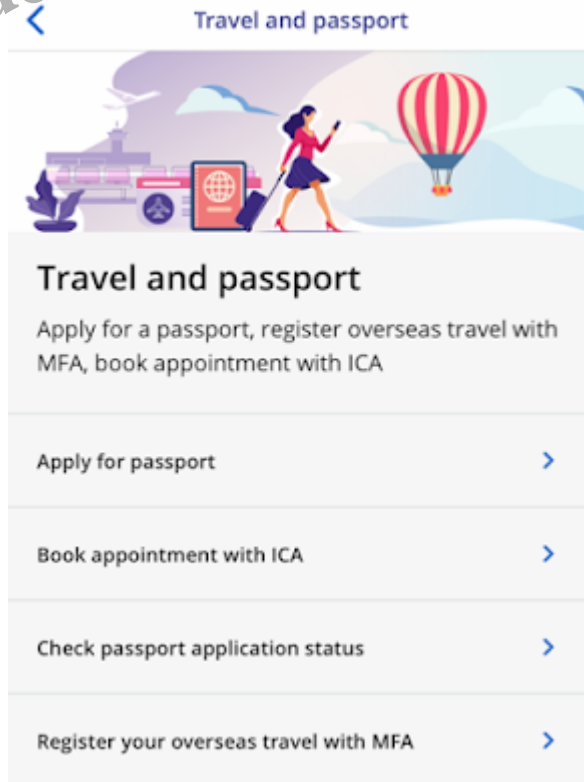 Travel and passport
Travel and passport
Apply for a passport, register overseas travel with
MFA, book appointment with ICA
Apply for passport
Book appointment with ICA
Check passport application status
Register your overseas travel with MFA